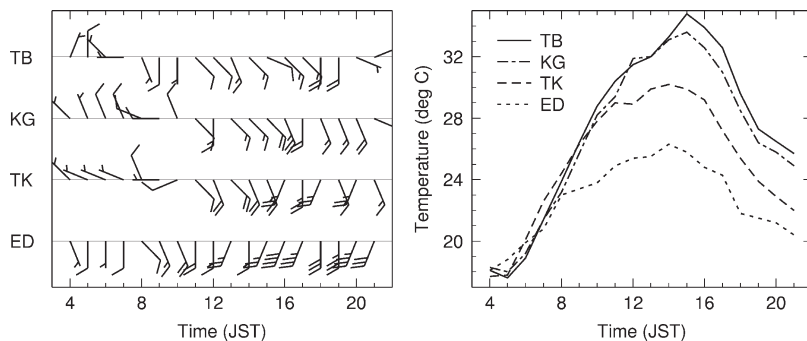 TB
KG
TK
ED
4 8 12 16 20
Time (JST)
Temperature (deg C)
32
28
24
20
TB
KG
TK
ED
4 8 12 16 20
Time (JST)